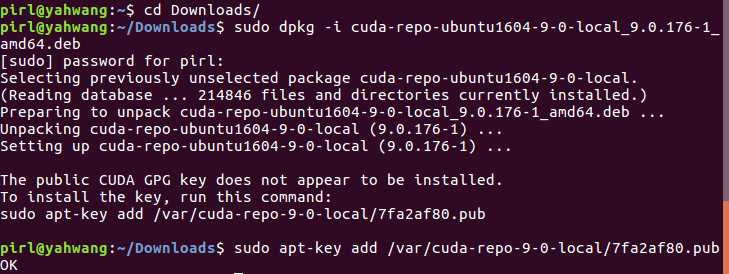 pirl@yahwang:~$ cd Downloads/
pirl@yahwang:~/Downloads$ sudo dpkg -i cuda-repo-ubuntu1604-9-0-local_9.0.176-1_
amd64.deb
[sudo] password for pirl:
Selecting previously unselected package cuda-repo-ubuntu1604-9-0-local.
(Reading database ... 214846 files and directories currently installed.)
Preparing to unpack cuda-repo-ubuntu1604-9-0-local_9.0.176-1_amd64.deb ...
Unpacking cuda-repo-ubuntu1604-9-0-local (9.0.176-1) ...
Setting up cuda-repo-ubuntu1604-9-0-local (9.0.176-1) ...
The public CUDA GPG key does not appear to be installed.
To install the key, run this command:
sudo apt-key add /var/cuda-repo-9-0-local/7fa2af80.pub
pirl@yahwang:~/Downloads$ sudo apt-key add /var/cuda-repo-9-0-local/7fa2af80.pub
OK